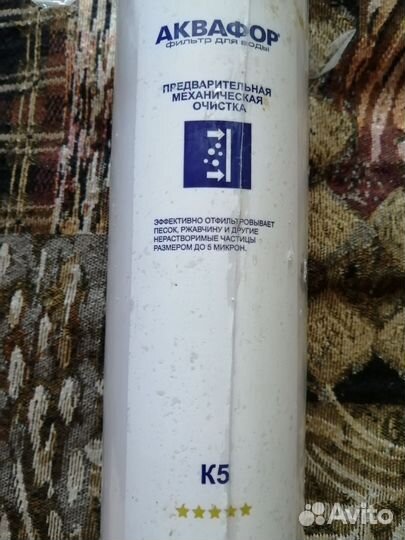 АКВАФОР®
ФИЛЬТР ДЛЯ ВОДЫ
ПРЕДВАРИТЕЛЬНАЯ
МЕХАНИЧЕСКАЯ
ОЧИСТКА
ЭФФЕКТИВНО ОТФИЛЬТРОВЫВАЕТ
ПЕСОК, РЖАВЧИНУ И ДРУГИЕ
НЕРАСТВОРИМЫЕ ЧАСТИЦЫ
РАЗМЕРОМ ДО 5 МИКРОН.
К5
Avito